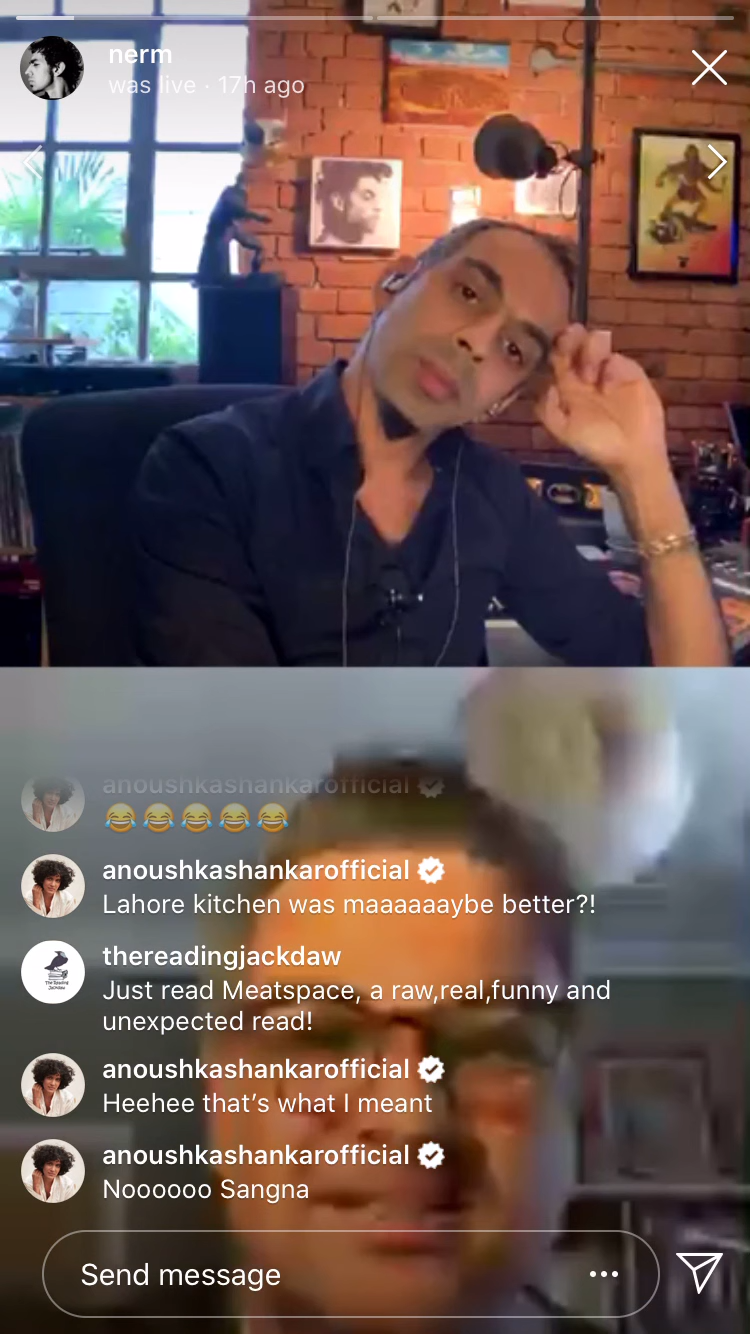 nerm
was live · 17h ago
anoushkashankarofficial
😂😂😂😂😂
anoushkashankarofficial
Lahore kitchen was maaaaaaybe better?!
thereadingjackdaw
Just read Meatspace, a raw,real,funny and
unexpected read!
anoushkashankarofficial
Heehee that's what I meant
anoushkashankarofficial
Noooooo Sangna
Send message